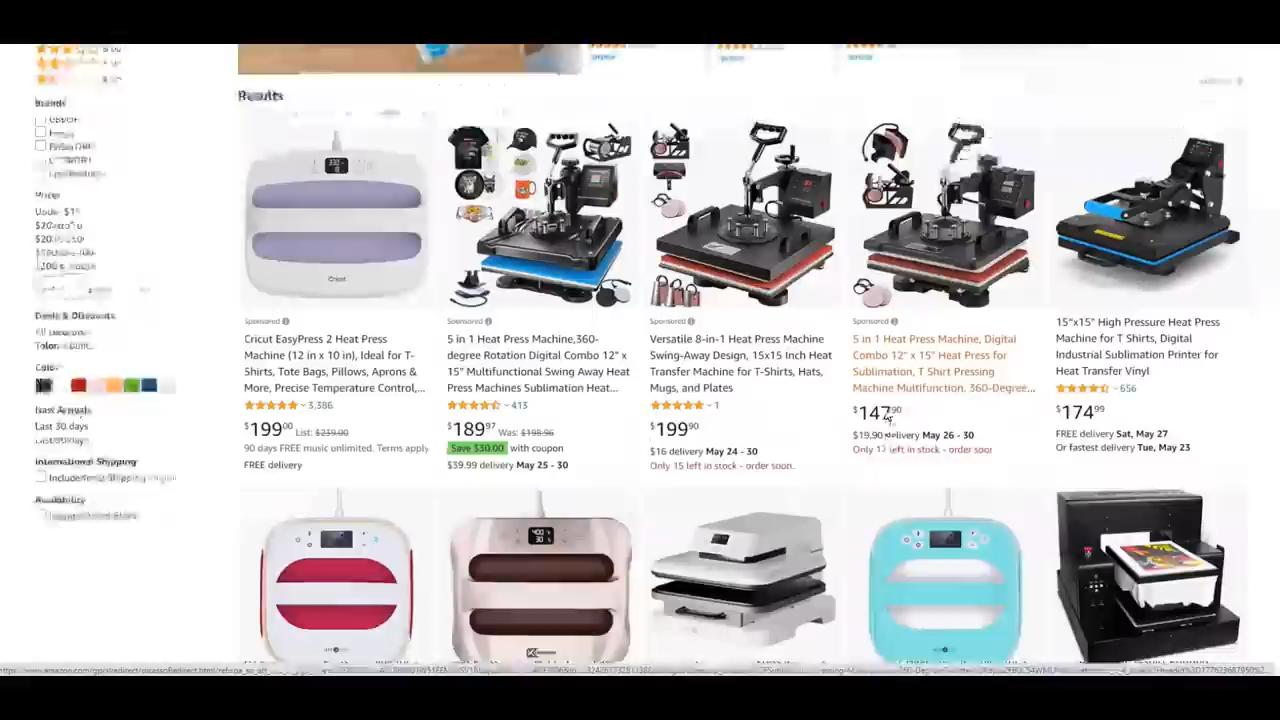 Results
Brands
Under $15
Deals & Discounts
Color
Last 30 days
International Shipping
Availability
Cricut
Sponsored
Cricut EasyPress 2 Heat Press
Machine (12 in x 10 in), Ideal for T-
Shirts, Tote Bags, Pillows, Aprons &
More, Precise Temperature Control,...
3,386
$199.00 List: $239.00
90 days FREE music unlimited. Terms apply
FREE delivery
Sponsored
5 in 1 Heat Press Machine,360-
degree Rotation Digital Combo 12" x
15" Multifunctional Swing Away Heat
Press Machines Sublimation Heat...
413
$189.97 Was: $198.96
Save $30.00 with coupon
$39.99 delivery May 25 - 30
Sponsored
Versatile 8-in-1 Heat Press Machine
Swing-Away Design, 15x15 Inch Heat
Transfer Machine for T-Shirts, Hats,
Mugs, and Plates
1
$199.90
$16 delivery May 24 - 30
Only 15 left in stock - order soon.
Sponsored
5 in 1 Heat Press Machine, Digital
Combo 12" x 15" Heat Press for
Sublimation, T Shirt Pressing
Machine Multifunction, 360-Degree...
$147.90
$19.90 delivery May 26 - 30
left in stock - order soon
15"x15" High Pressure Heat Press
Machine for T Shirts, Digital
Industrial Sublimation Printer for
Heat Transfer Vinyl
656
$174.99
FREE delivery Sat, May 27
Or fastest delivery Tue, May 23